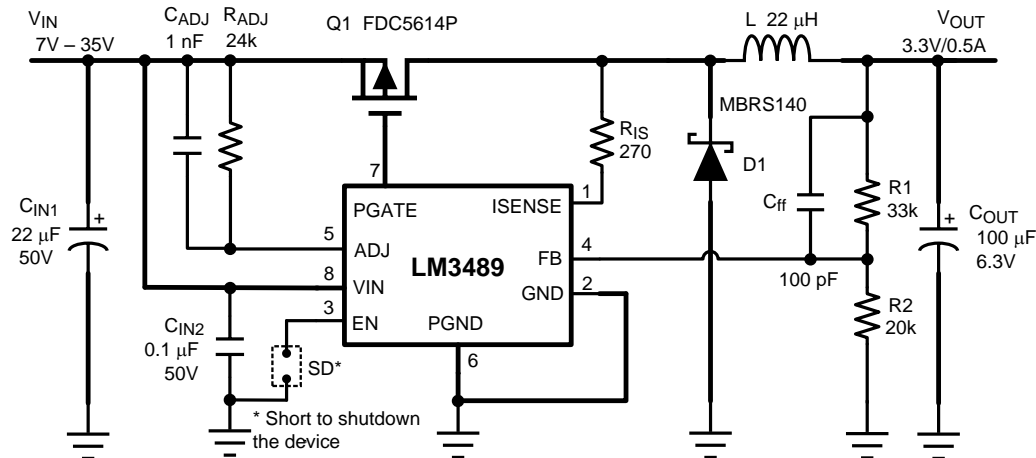 VIN
7V – 35V
CADJ
1 nF
RADJ
24k
Q1 FDC5614P
L 22 μH
VOUT
3.3V/0.5A
MBRS140
RIS
270
D1
7
1
PGATE
ISENSE
CIN1
22 μF
50V
+
5
ADJ
LM3489
4
FB
Cff
100 pF
R1
33k
+
COUT
100 μF
6.3V
8
VIN
2
GND
3
EN
PGND
6
R2
20k
CIN2
0.1 μF
50V
SD*
* Short to shutdown
the device